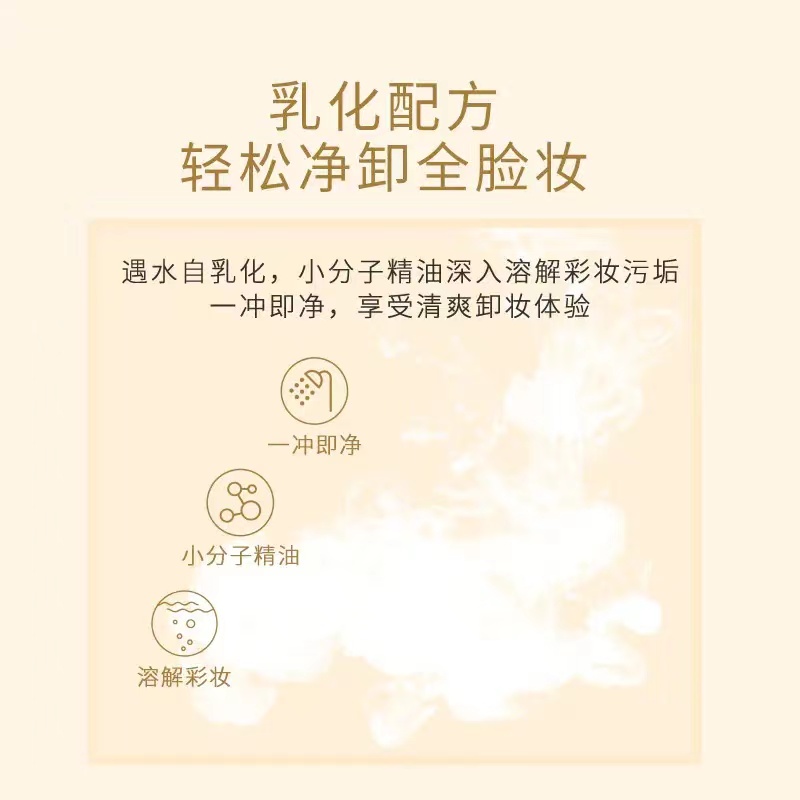 乳化配方
轻松净卸全脸妆
遇水自乳化，小分子精油深入溶解彩妆污垢
一冲即净，享受清爽卸妆体验
一冲即净
小分子精油
溶解彩妆